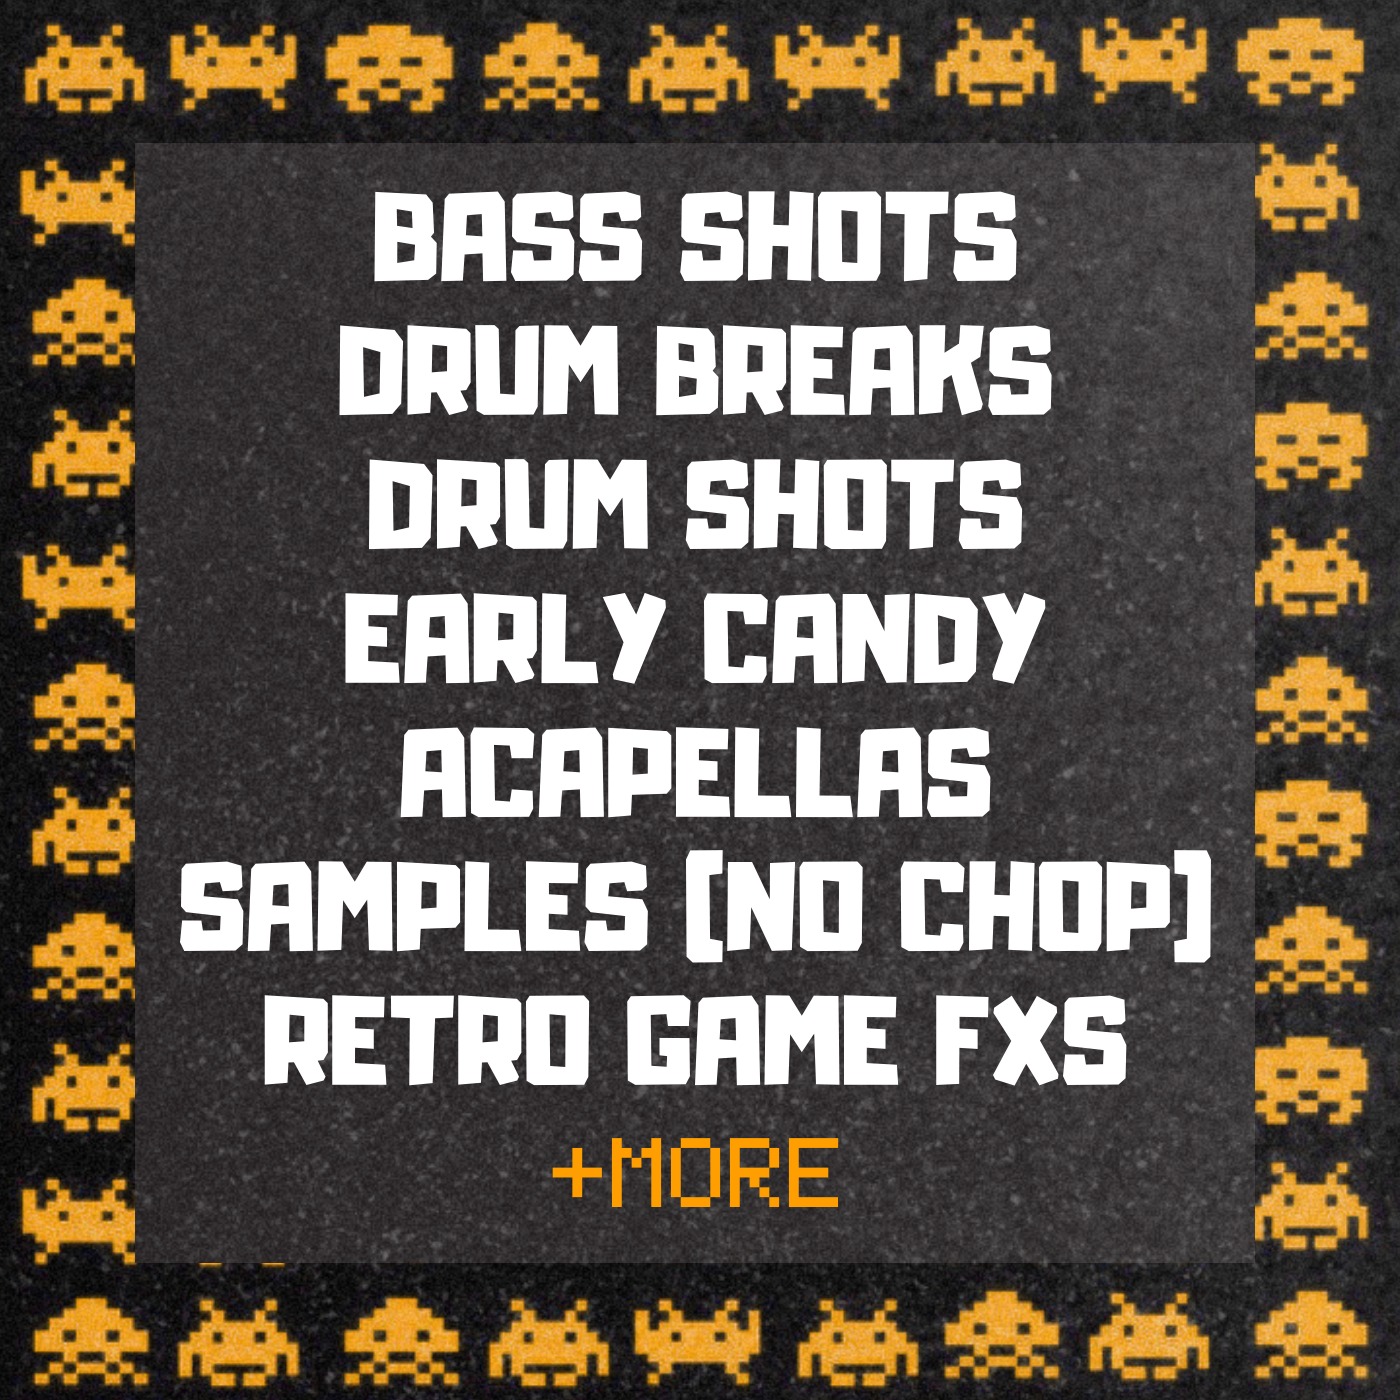 BASS SHOTS
DRUM BREAKS
DRUM SHOTS
EARLY CANDY
ACAPELLAS
SAMPLES [NO CHOP]
RETRO GAME FXS
+MORE